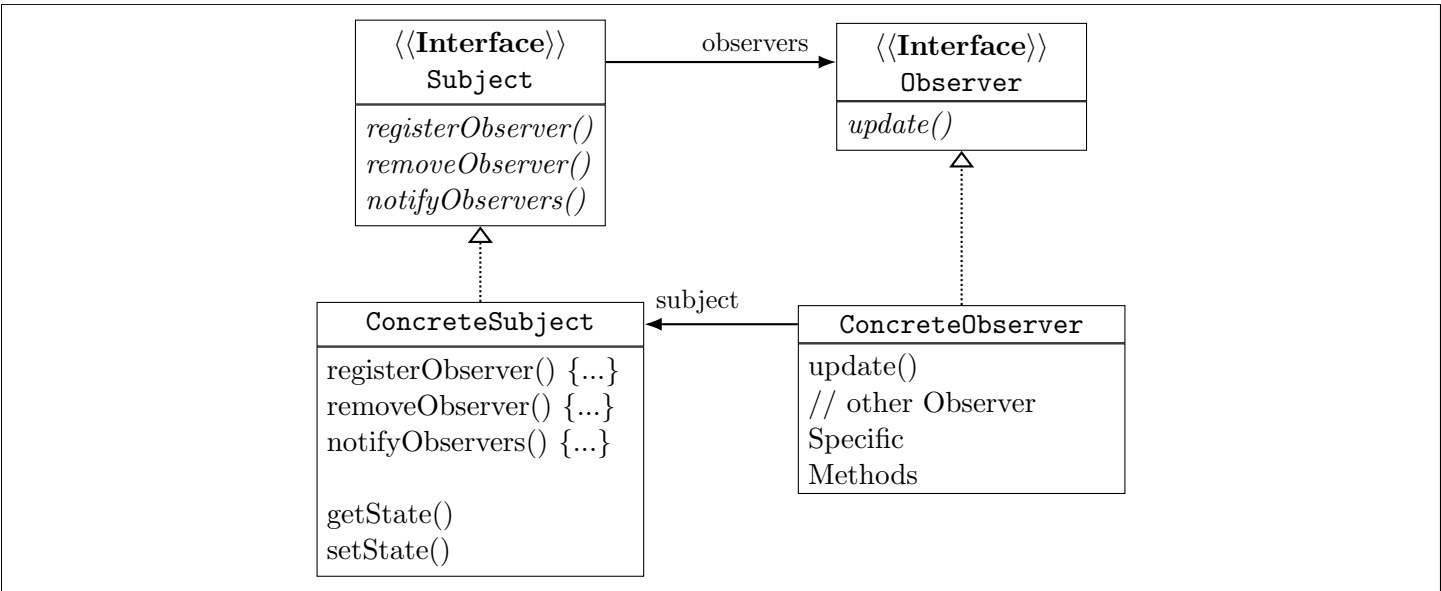 ⟨⟨Interface⟩⟩
Subject
registerObserver()
removeObserver()
notifyObservers()
observers
⟨⟨Interface⟩⟩
Observer
update()
ConcreteSubject
registerObserver() {...}
removeObserver() {...}
notifyObservers() {...}
getState()
setState()
subject
ConcreteObserver
update()
// other Observer
Specific
Methods